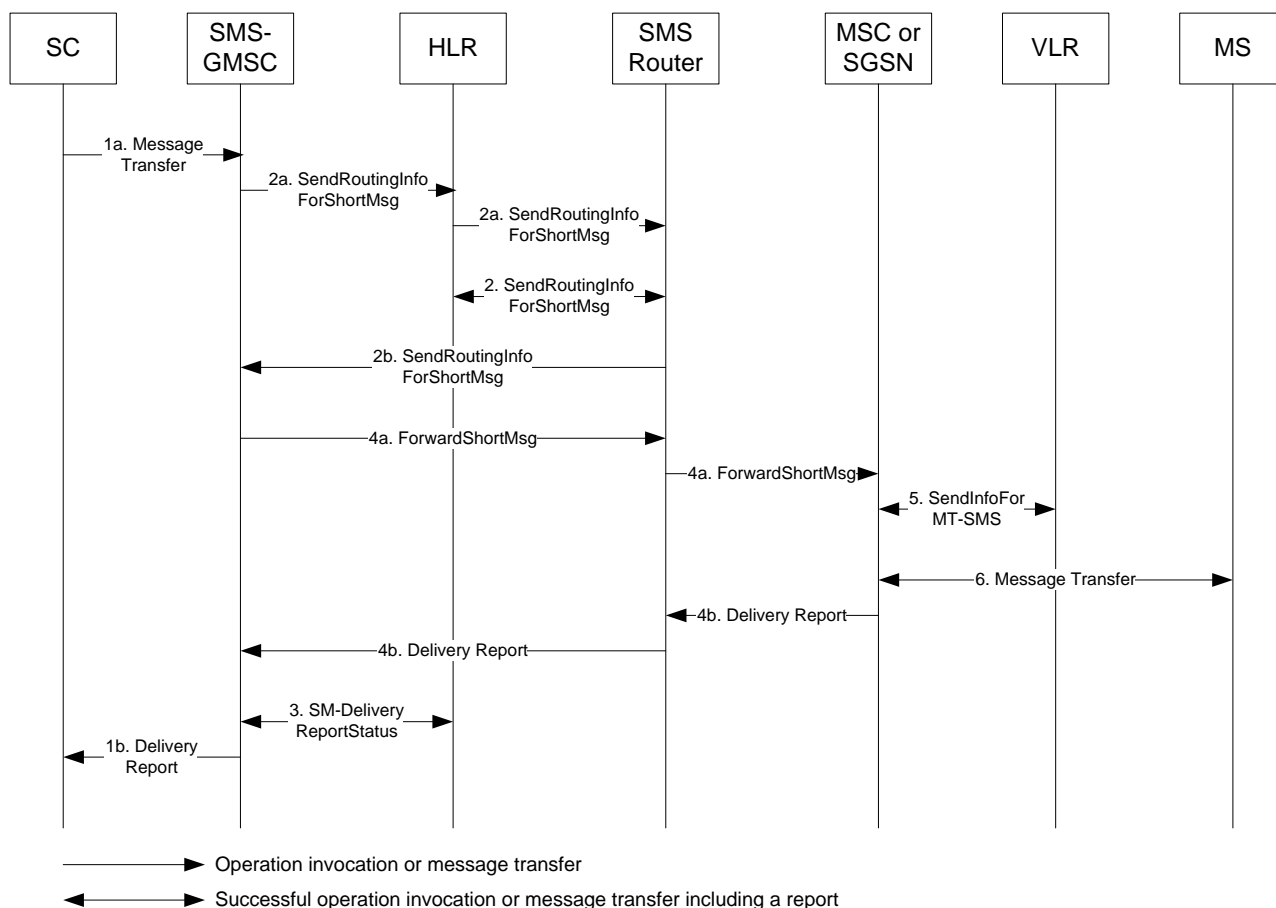 SC
SMS-
GMSC
HLR
SMS
Router
MSC or
SGSN
VLR
MS
1a. Message
Transfer
2a. SendRoutingInfo
ForShortMsg
2a. SendRoutingInfo
ForShortMsg
2. SendRoutingInfo
ForShortMsg
2b. SendRoutingInfo
ForShortMsg
4a. ForwardShortMsg
4a. ForwardShortMsg
5. SendInfoFor
MT-SMS
6. Message Transfer
4b. Delivery Report
4b. Delivery Report
3. SM-Delivery
ReportStatus
1b. Delivery
Report
Operation invocation or message transfer
Successful operation invocation or message transfer including a report